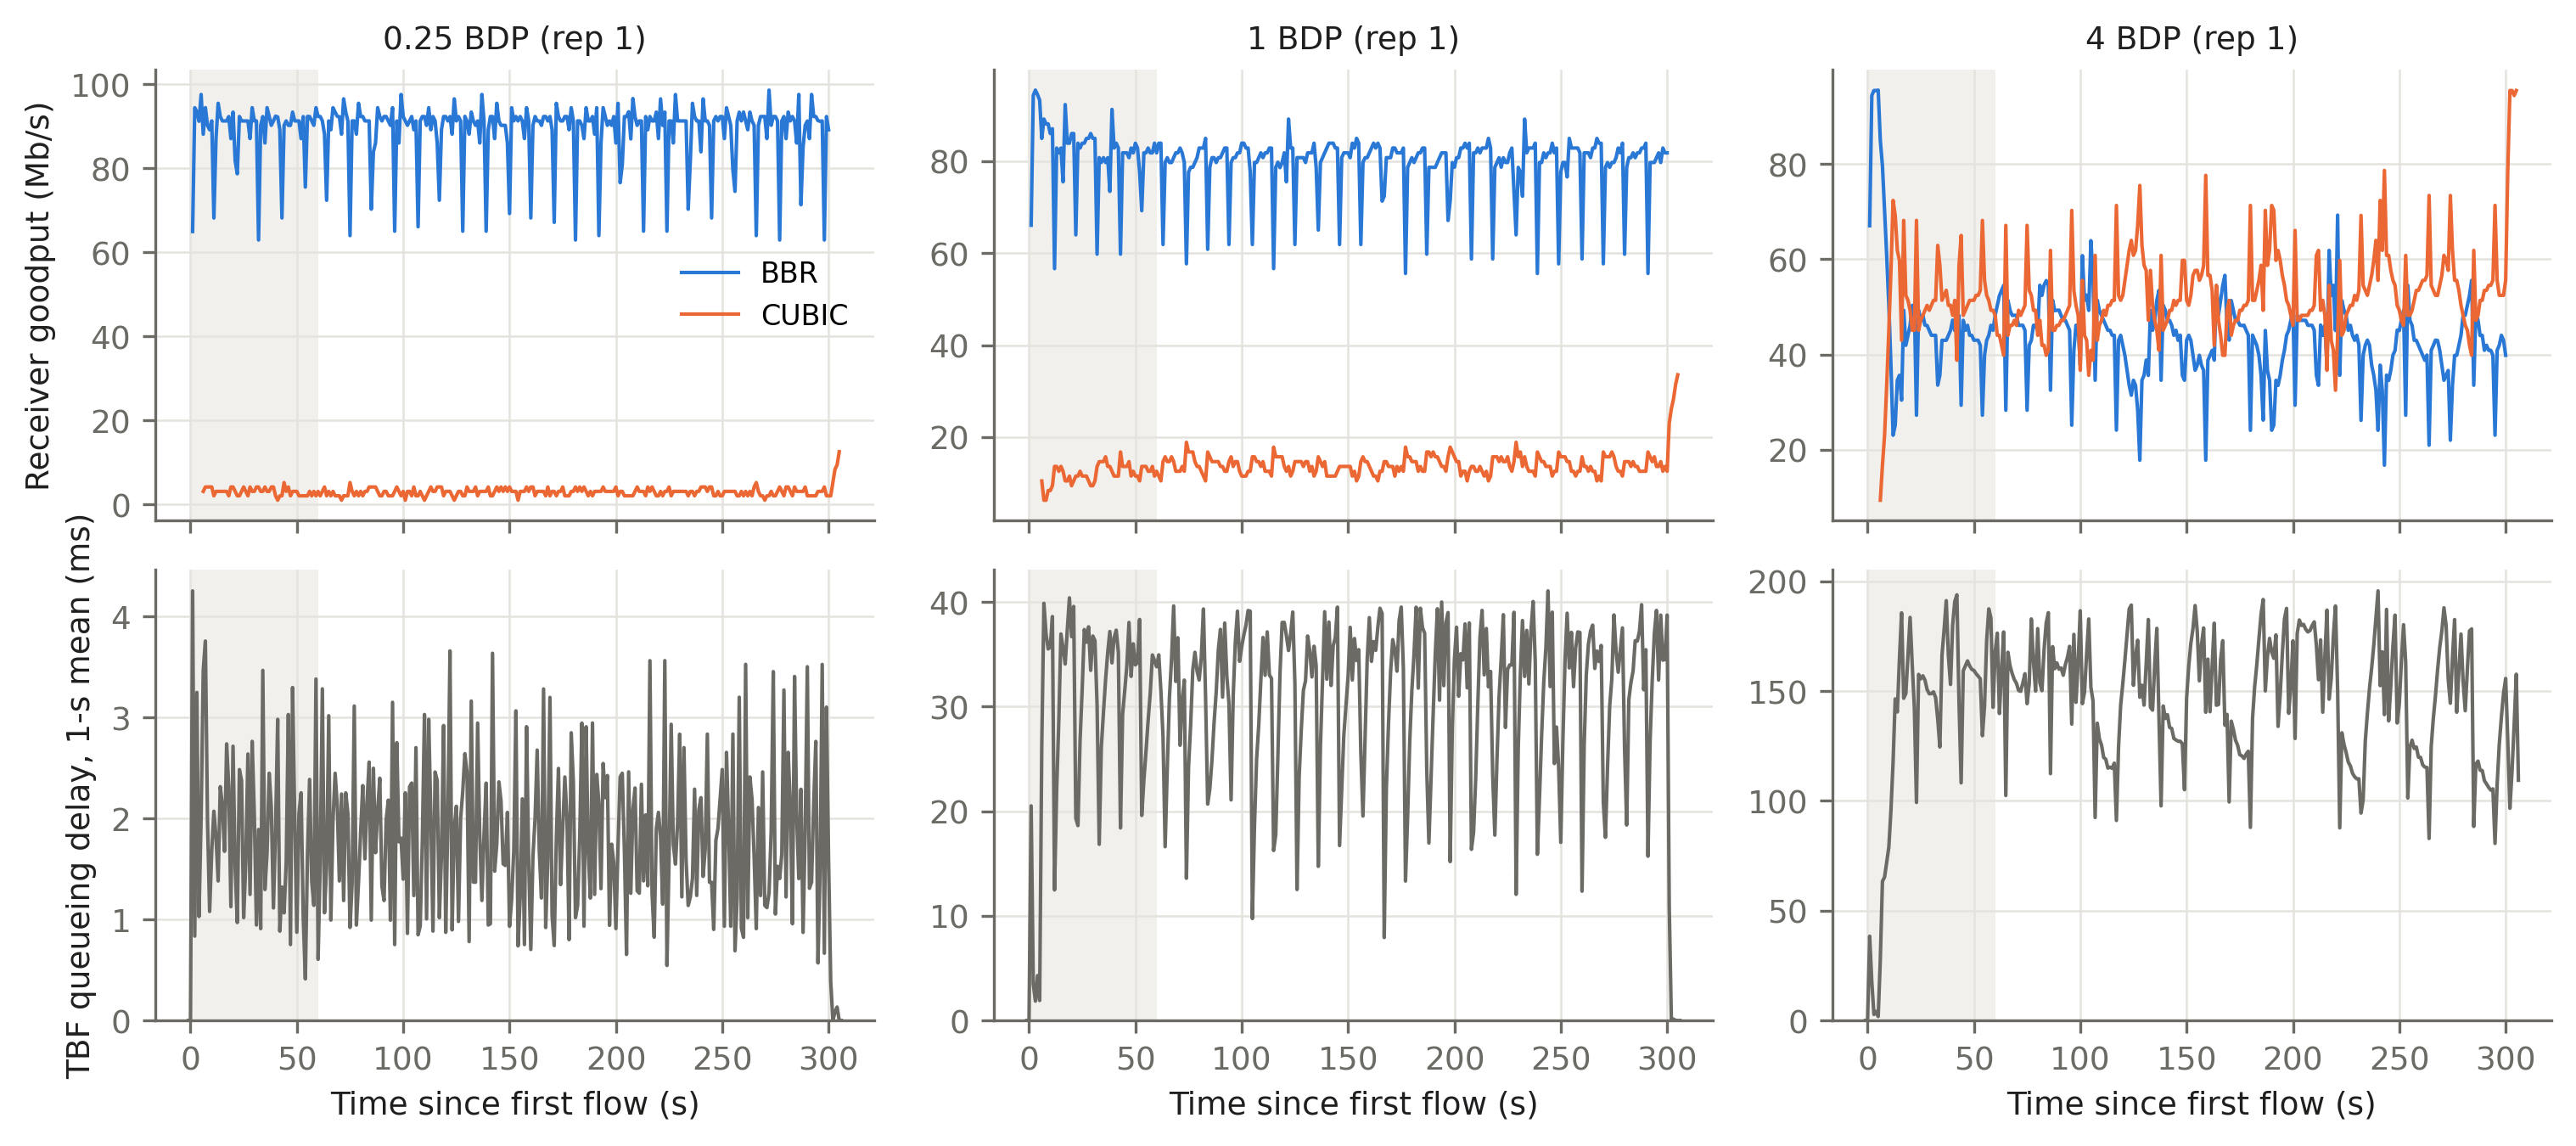 0.25 BDP (rep 1)
1 BDP (rep 1)
4 BDP (rep 1)
Receiver goodput (Mb/s)
100
80
60
40
20
0
BBR
CUBIC
80
60
40
20
80
60
40
20
TBF queueing delay, 1-s mean (ms)
4
3
2
1
0
40
30
20
10
0
200
150
100
50
0
0 50 100 150 200 250 300
0 50 100 150 200 250 300
0 50 100 150 200 250 300
Time since first flow (s)
Time since first flow (s)
Time since first flow (s)